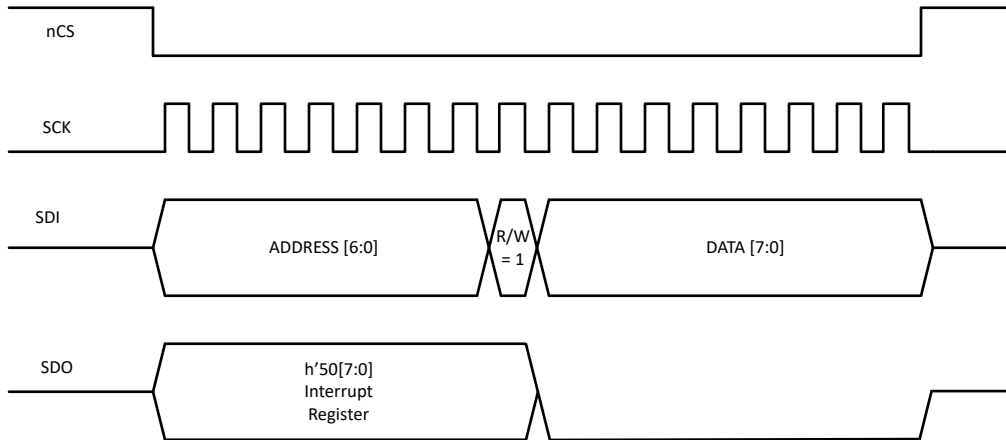 nCS
SCK
SDI
ADDRESS [6:0]
R/W
= 1
DATA [7:0]
SDO
h’50[7:0]
Interrupt
Register